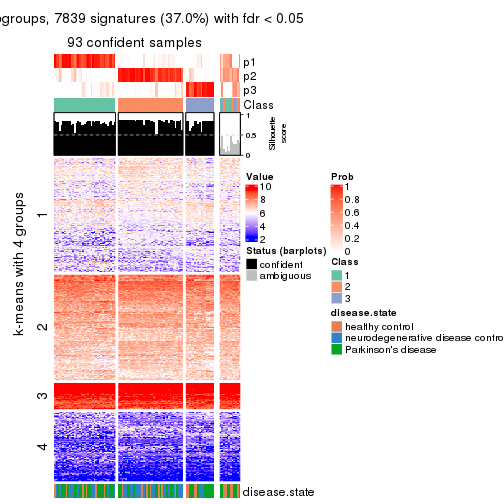 ogroups, 7839 signatures (37.0%) with fdr < 0.05
93 confident samples
p1
p2
p3
Class
1
0.5
0
Silhouette
score
k-means with 4 groups
1
2
3
4
disease.state
Value
10
8
6
4
2
Status (barplots)
confident
ambiguous
Prob
1
0.8
0.6
0.4
0.2
0
Class
1
2
3
disease.state
healthy control
neurodegenerative disease contro
Parkinson's disease